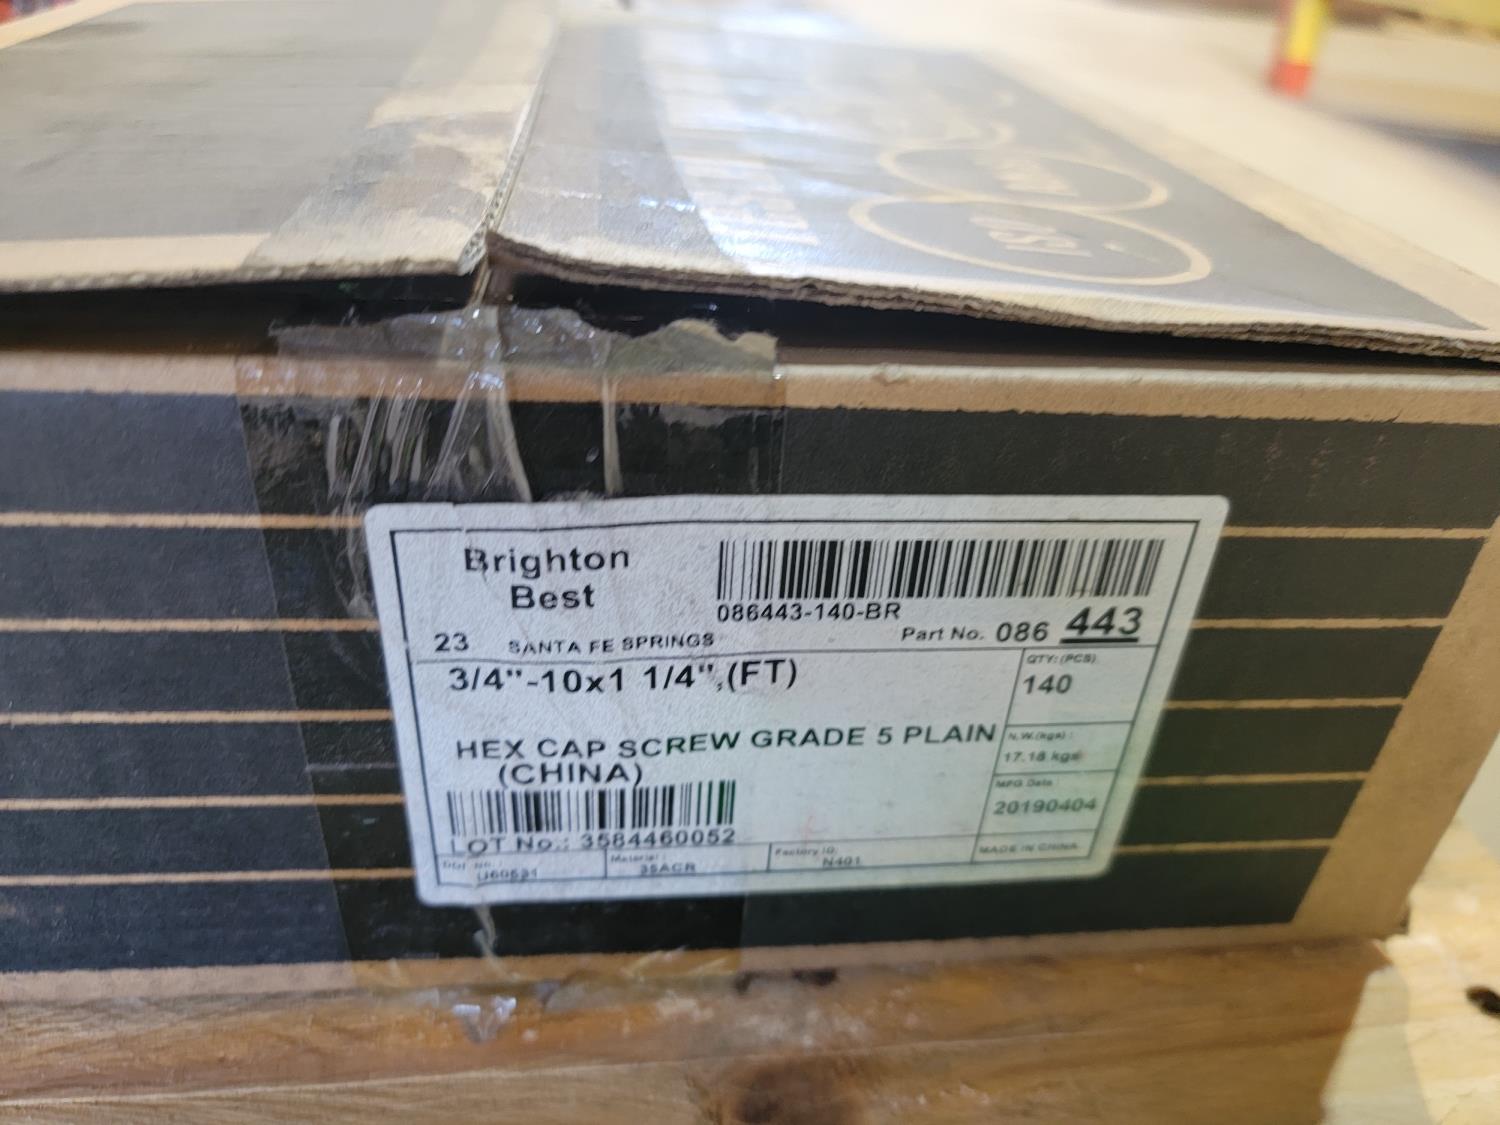 Brighton
Best
086443-140-BR
23 SANTA FE SPRINGS
Part No. 086 443
3/4"-10x1 1/4",(FT)
QTY:(PCS)
140
HEX CAP SCREW GRADE 5 PLAIN
(CHINA)
N.W.(kgs) :
17.18 kgs
MFG Date :
20190404
LOT No.: 3584460052
Material :
35ACR
Factory ID:
N401
MADE IN CHINA
U60531